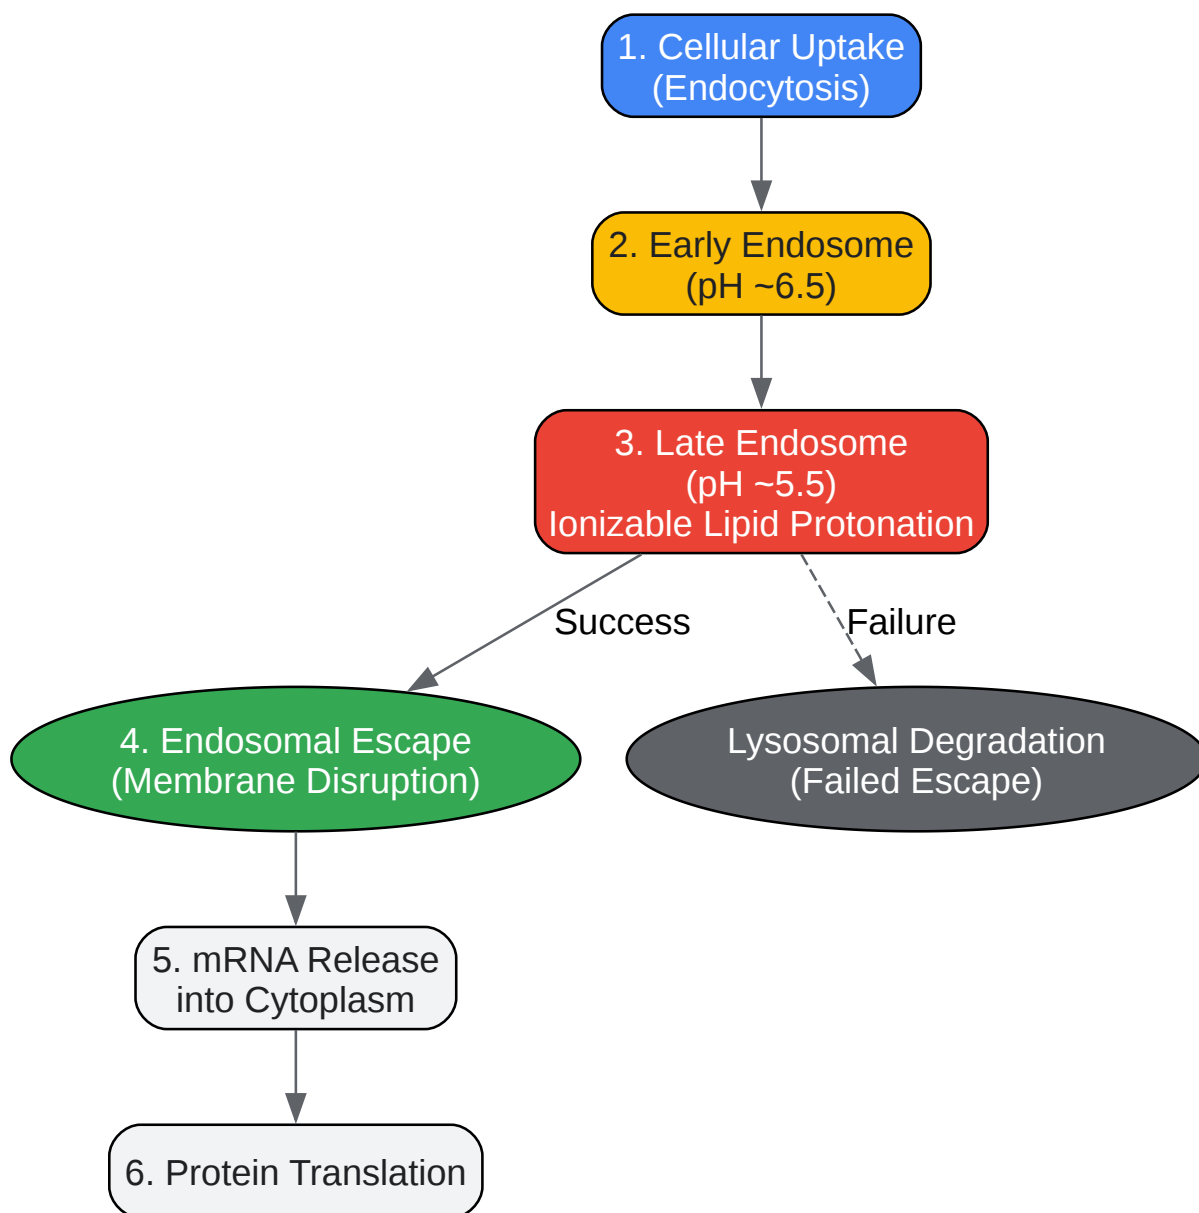 1. Cellular Uptake
(Endocytosis)
2. Early Endosome
(pH ~6.5)
3. Late Endosome
(pH ~5.5)
Ionizable Lipid Protonation
Success
Failure
4. Endosomal Escape
(Membrane Disruption)
Lysosomal Degradation
(Failed Escape)
5. mRNA Release
into Cytoplasm
6. Protein Translation